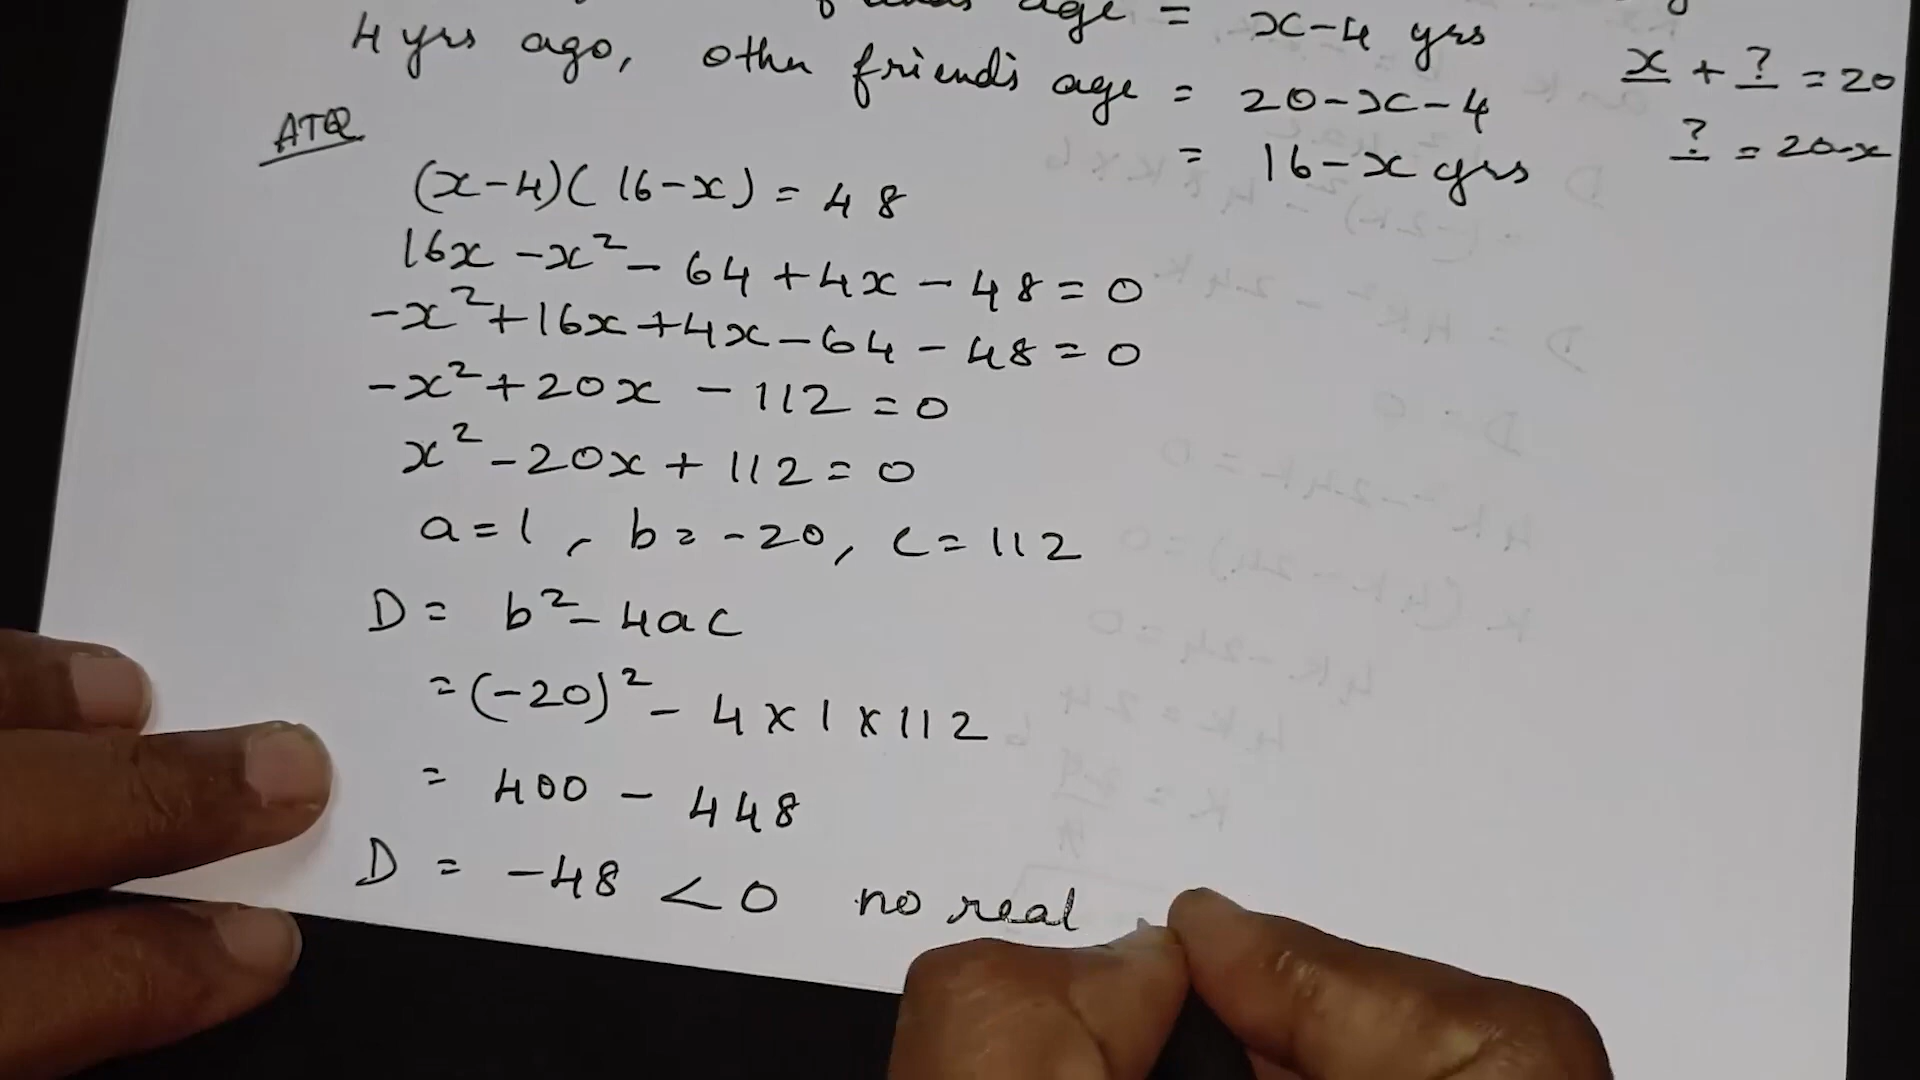 friends age = x-4 yrs
4 yrs ago, other friends age = 20-x-4
= 16-x yrs
x + ? = 20
? = 20-x
ATQ
(x-4)(16-x) = 48
16x - x² - 64 + 4x - 48 = 0
-x² + 16x + 4x - 64 - 48 = 0
-x² + 20x - 112 = 0
x² - 20x + 112 = 0
a = 1, b = -20, c = 112
D = b² - 4ac
= (-20)² - 4 x 1 x 112
= 400 - 448
D = -48 < 0 no real